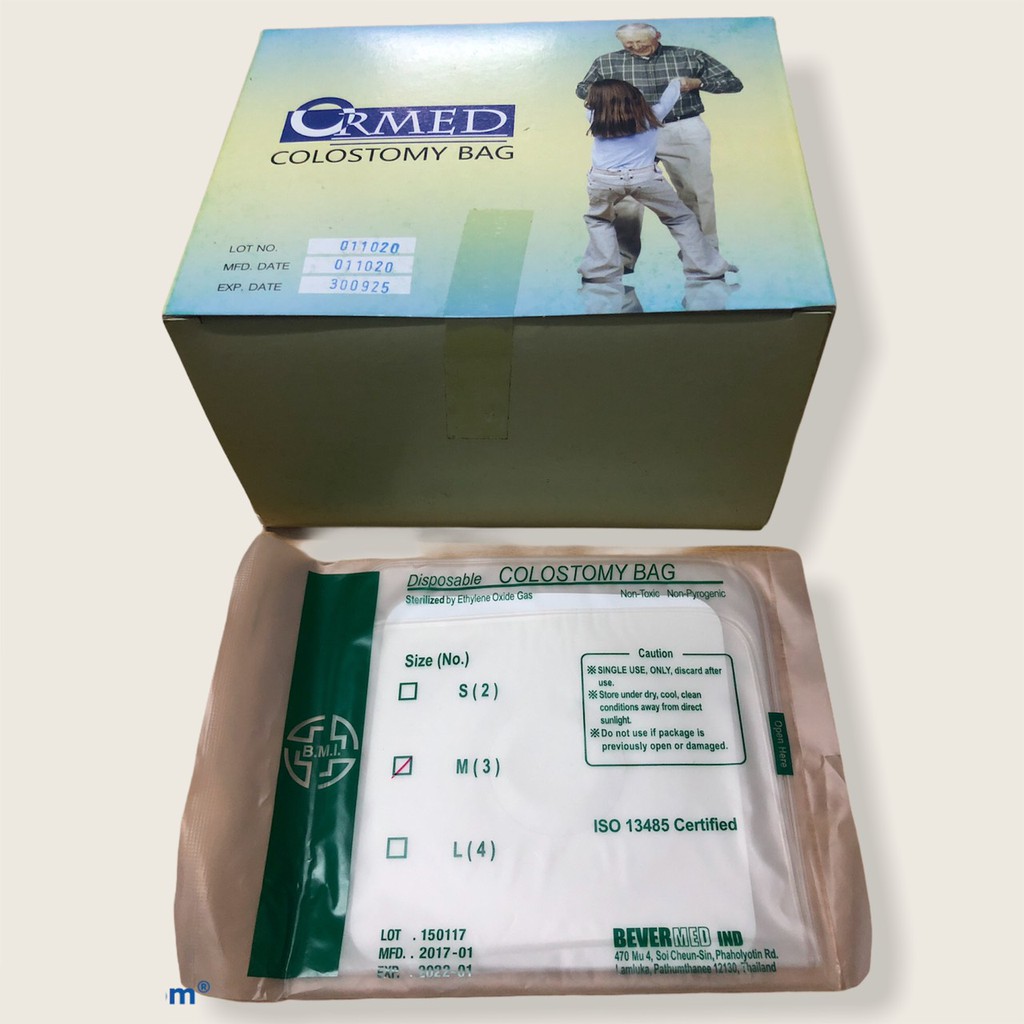 ORMED
COLOSTOMY BAG
LOT NO. 011020
MFD. DATE 011020
EXP. DATE 300925
Disposable COLOSTOMY BAG
Sterilized by Ethylene Oxide Gas Non-Toxic Non-Pyrogenic
Size (No.)
S ( 2 )
M ( 3 )
L ( 4 )
Caution
※ SINGLE USE, ONLY, discard after
use.
※ Store under dry, cool, clean
conditions away from direct
sunlight.
※ Do not use if package is
previously open or damaged.
Open Here
B.M.I.
ISO 13485 Certified
LOT . 150117
MFD. . 2017-01
EXP. . 2022-01
BEVERMED IND
470 Mu 4, Soi Cheun-Sin, Phaholyotin Rd.
Lamluka, Pathumthanee 12130, Thailand
m®